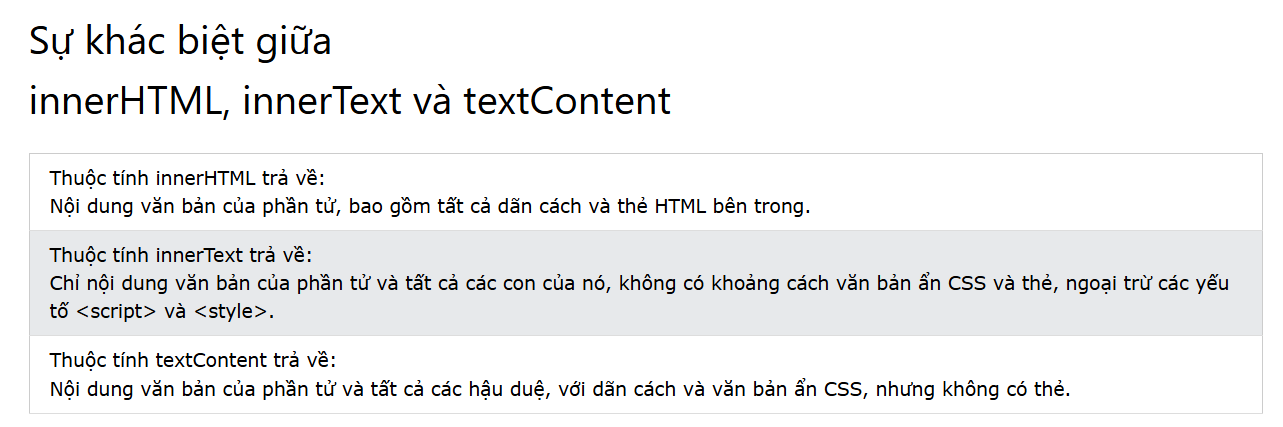 Sự khác biệt giữa
innerHTML, innerText và textContent
Thuộc tính innerHTML trả về:
Nội dung văn bản của phần tử, bao gồm tất cả dãn cách và thẻ HTML bên trong.
Thuộc tính innerText trả về:
Chỉ nội dung văn bản của phần tử và tất cả các con của nó, không có khoảng cách văn bản ẩn CSS và thẻ, ngoại trừ các yếu
tố <script> và <style>.
Thuộc tính textContent trả về:
Nội dung văn bản của phần tử và tất cả các hậu duệ, với dãn cách và văn bản ẩn CSS, nhưng không có thẻ.